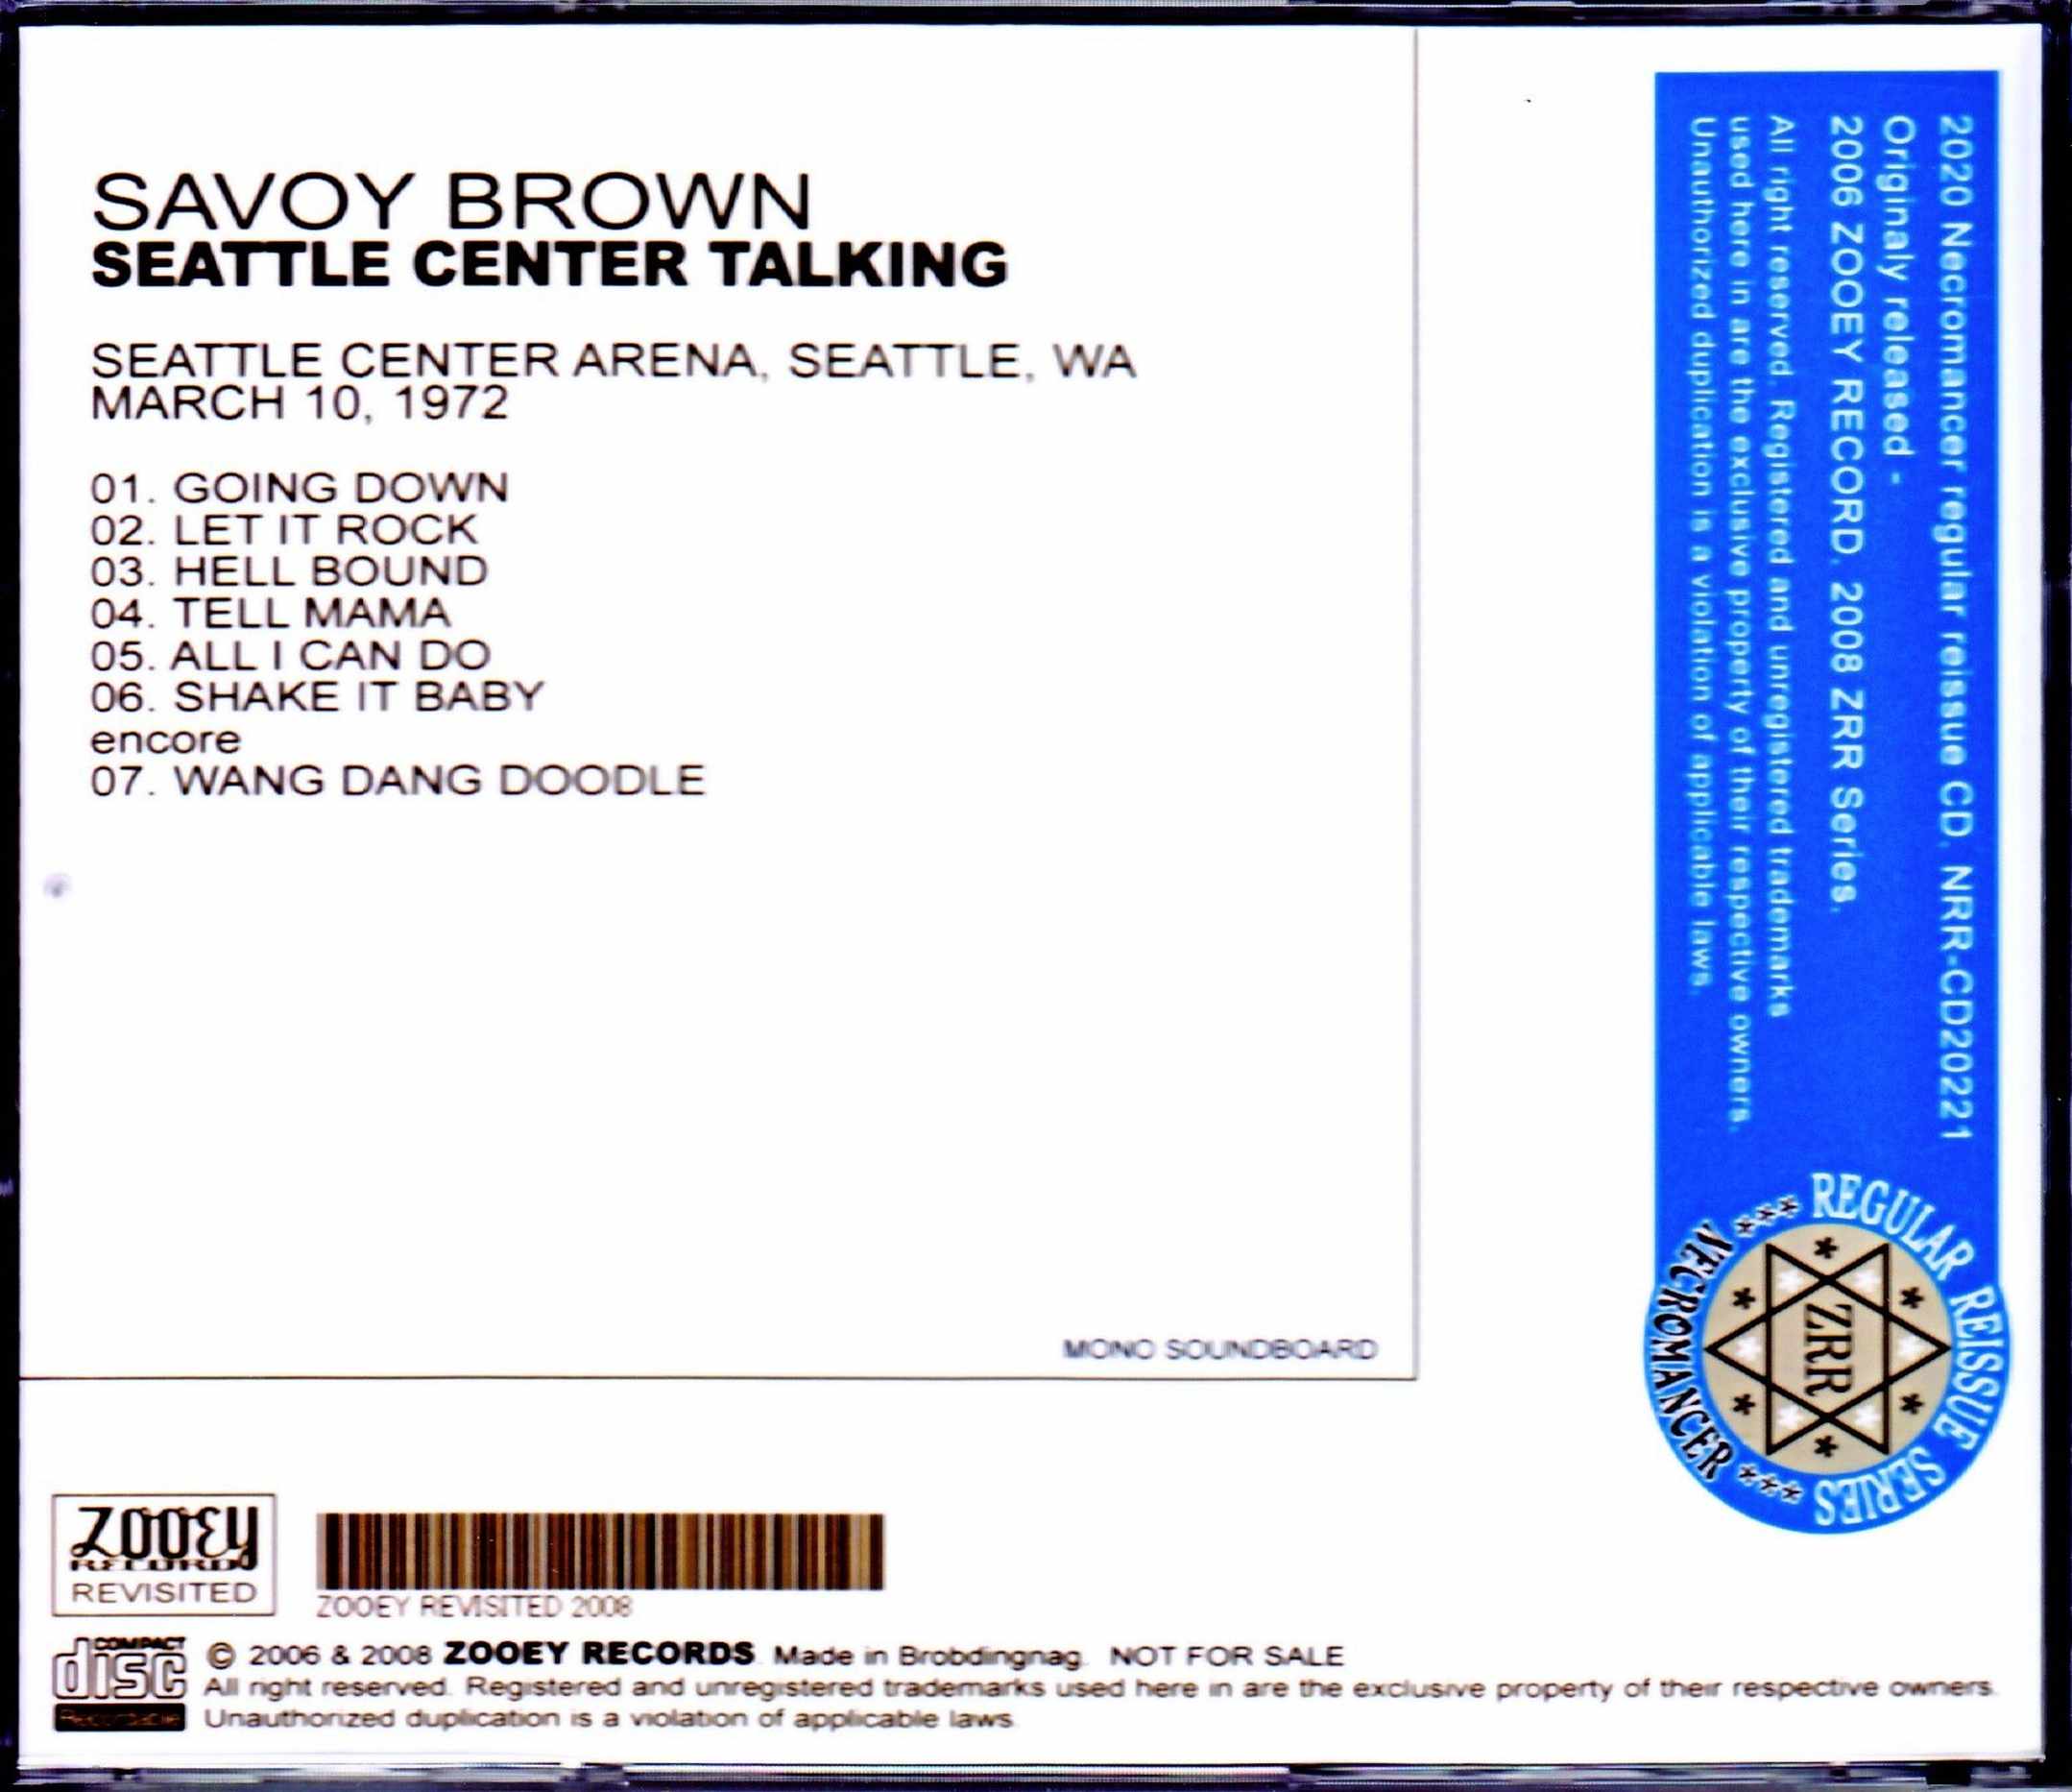 SAVOY BROWN
SEATTLE CENTER TALKING
SEATTLE CENTER ARENA, SEATTLE, WA
MARCH 10, 1972
01. GOING DOWN
02. LET IT ROCK
03. HELL BOUND
04. TELL MAMA
05. ALL I CAN DO
06. SHAKE IT BABY
encore
07. WANG DANG DOODLE
MONO SOUNDBOARD
2020 Necromancer regular reissue CD, NRR-CD20221
Originaly released -
2006 ZOOEY RECORD, 2008 ZRR Series.
All right reserved. Registered and unregistered trademarks
used here in are the exclusive property of their respective owners.
Unauthorized duplication is a violation of applicable laws.
*** REGULAR REISSUE SERIES ***
NECROMANCER
ZRR
ZOOEY
RECORD
REVISITED
ZOOEY REVISITED 2008
COMPACT
disc
Recordable
© 2006 & 2008 ZOOEY RECORDS. Made in Brobdingnag. NOT FOR SALE
All right reserved. Registered and unregistered trademarks used here in are the exclusive property of their respective owners.
Unauthorized duplication is a violation of applicable laws.